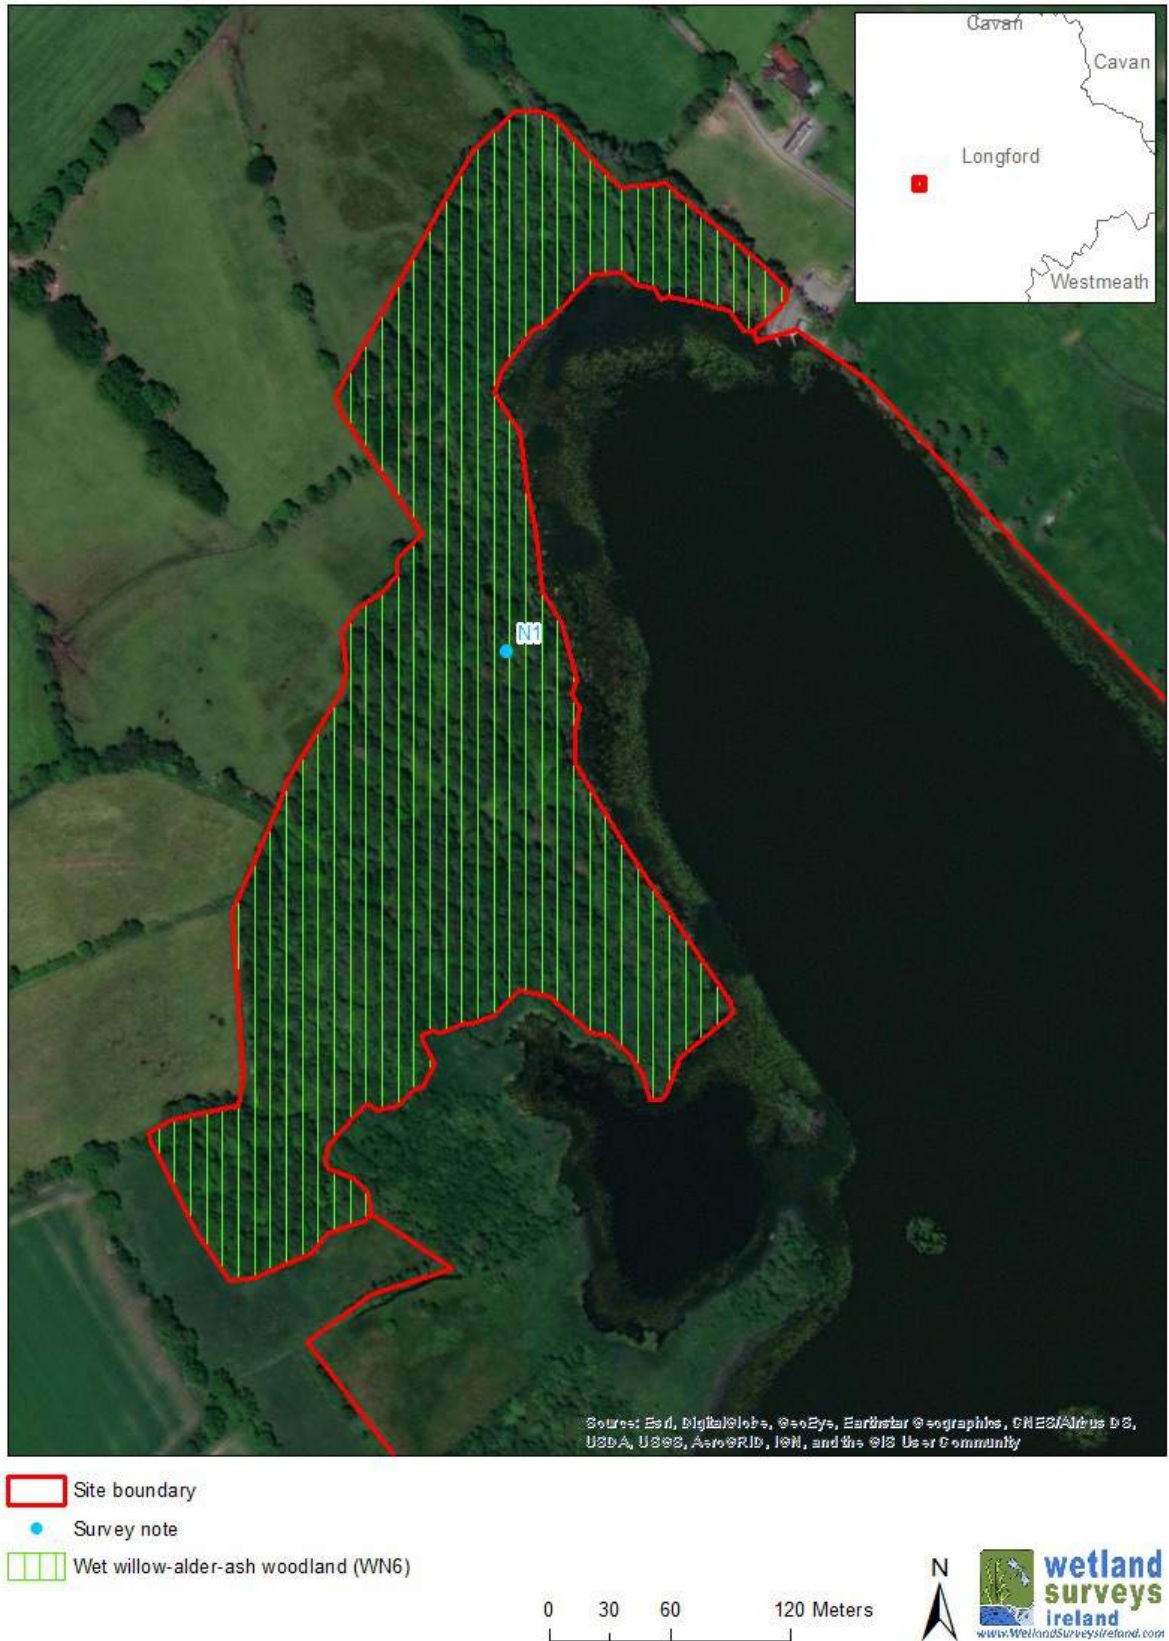 Cavan
Cavan
Longford
Westmeath
N1
Source: Esri, DigitalGlobe, GeoEye, Earthstar Geographics, CNES/Airbus DS,
USDA, USGS, AeroGRID, IGN, and the GIS User Community
Site boundary
Survey note
Wet willow-alder-ash woodland (WN6)
0 30 60 120 Meters
N
wetland
surveys
ireland
www.WetlandSurveysIreland.com